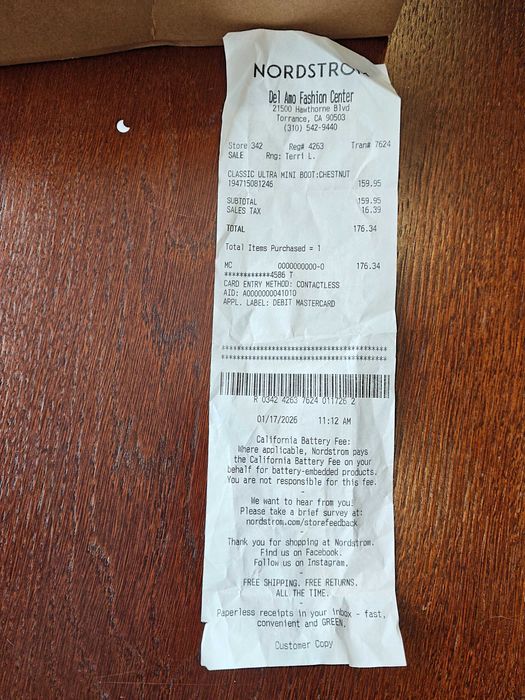 NORDSTROM
Del Amo Fashion Center
21500 Hawthorne Blvd
Torrance, CA 90503
(310) 542-9440
Store 342 Reg# 4263 Tran# 7624
SALE Rng: Terri L.
CLASSIC ULTRA MINI BOOT:CHESTNUT
194715081246 159.95
SUBTOTAL 159.95
SALES TAX 16.39
TOTAL 176.34
Total Items Purchased = 1
MC 0000000000-0 176.34
************4586 T
CARD ENTRY METHOD: CONTACTLESS
AID: A0000000041010
APPL. LABEL: DEBIT MASTERCARD
R 0342 4263 7624 011726 2
01/17/2026 11:12 AM
California Battery Fee:
Where applicable, Nordstrom pays
the California Battery Fee on your
behalf for battery-embedded products.
You are not responsible for this fee.
-
We want to hear from you!
Please take a brief survey at:
nordstrom.com/storefeedback
-
Thank you for shopping at Nordstrom.
Find us on Facebook.
Follow us on Instagram.
-
FREE SHIPPING. FREE RETURNS.
ALL THE TIME.
-
Paperless receipts in your inbox - fast,
convenient and GREEN.
Customer Copy